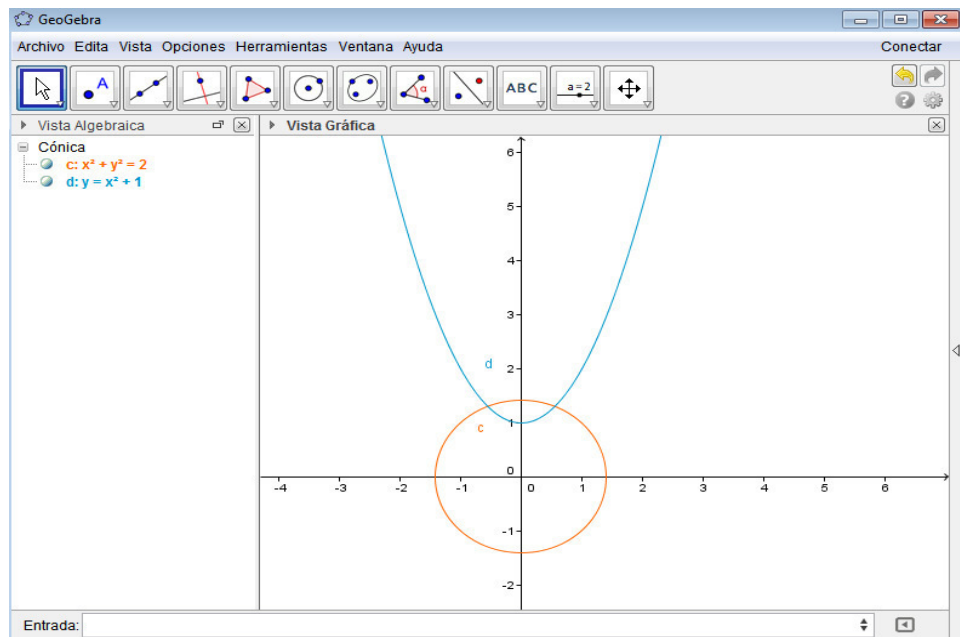 GeoGebra
Archivo Edita Vista Opciones Herramientas Ventana Ayuda Conectar
A α ABC a=2
Vista Algebraica
Vista Gráfica
Cónica
c: x² + y² = 2
d: y = x² + 1
6
5
4
3
d 2
c 1
0
-4 -3 -2 -1 0 1 2 3 4 5 6
-1
-2
Entrada: